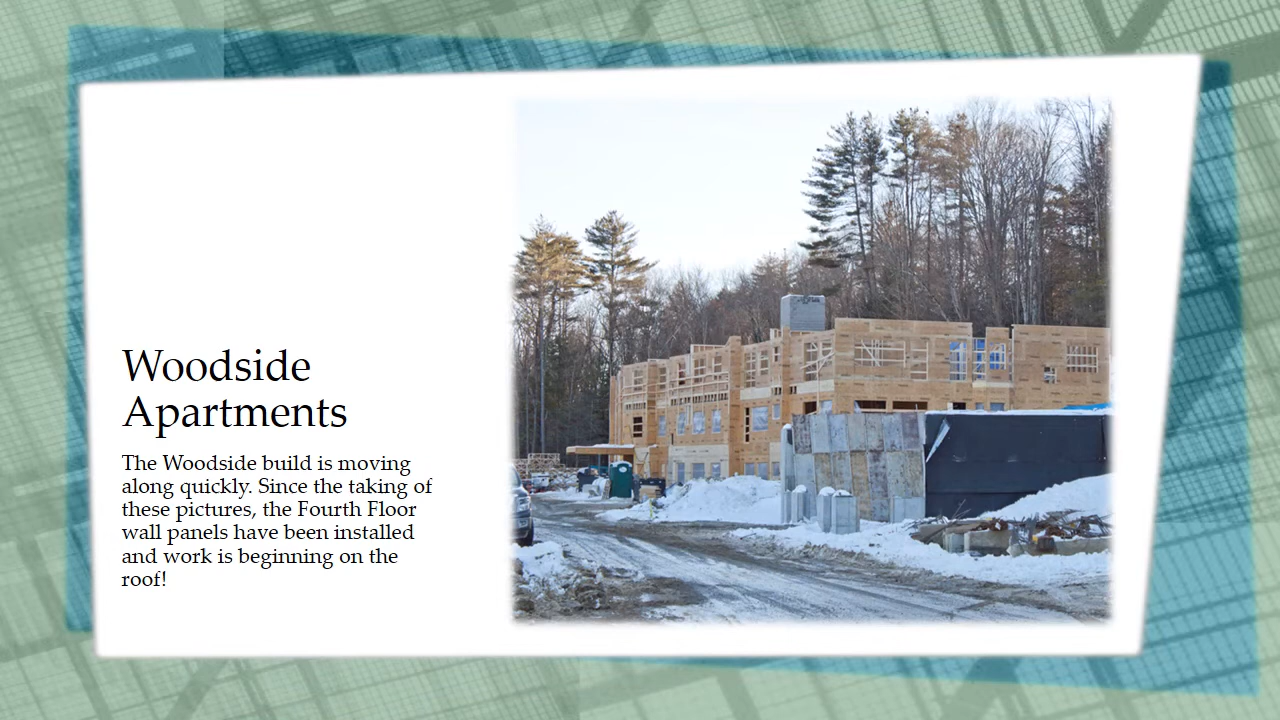 Woodside
Apartments
The Woodside build is moving
along quickly. Since the taking of
these pictures, the Fourth Floor
wall panels have been installed
and work is beginning on the
roof!